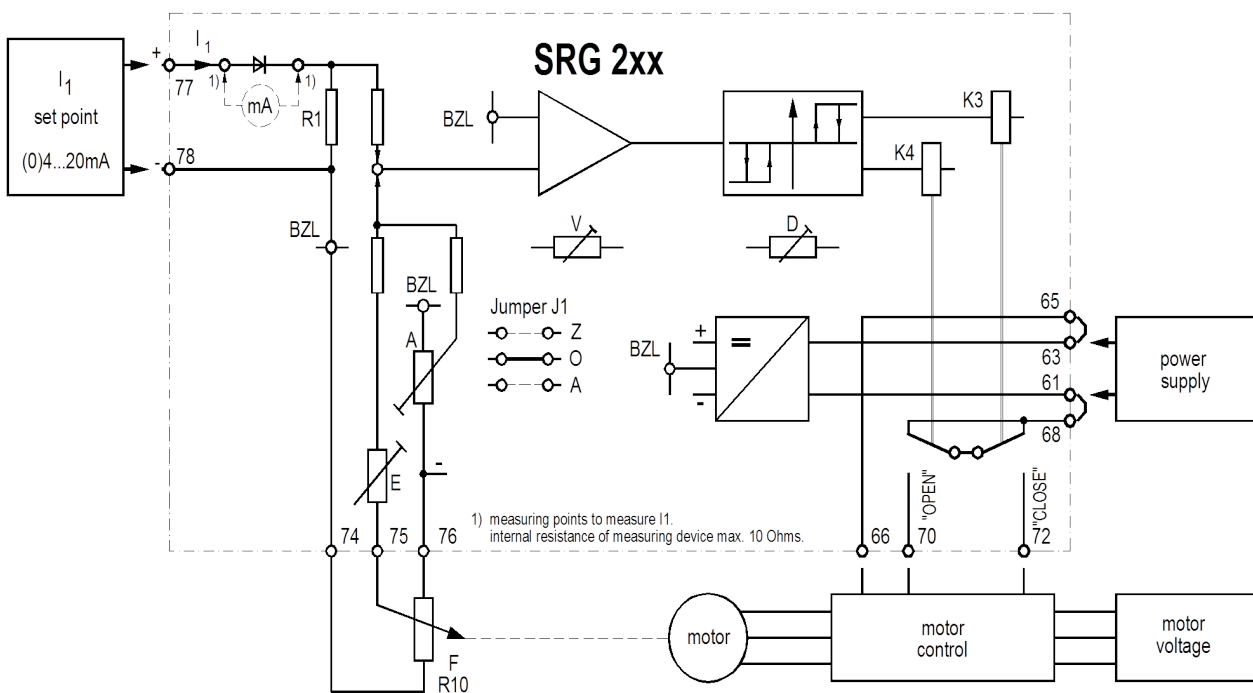 SRG 2xx
I1
set point
(0)4...20mA
+
I1
77
1)
1)
mA
R1
-
78
BZL
BZL
K3
K4
V
D
BZL
BZL
A
Jumper J1
Z
O
A
+
=
-
BZL
65
63
61
68
power
supply
E
-
"OPEN"
"CLOSE"
1) measuring points to measure I1.
internal resistance of measuring device max. 10 Ohms.
74
75
76
66
70
72
F
R10
motor
motor
control
motor
voltage